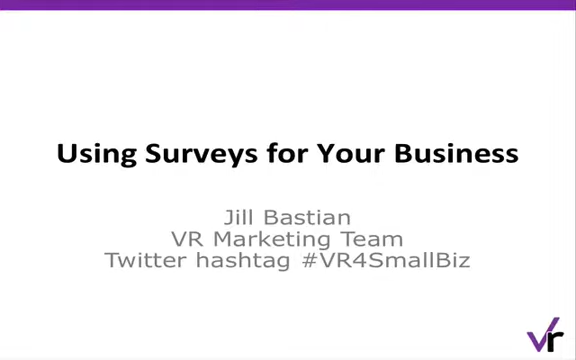 Using Surveys for Your Business
Jill Bastian
VR Marketing Team
Twitter hashtag #VR4SmallBiz
vr